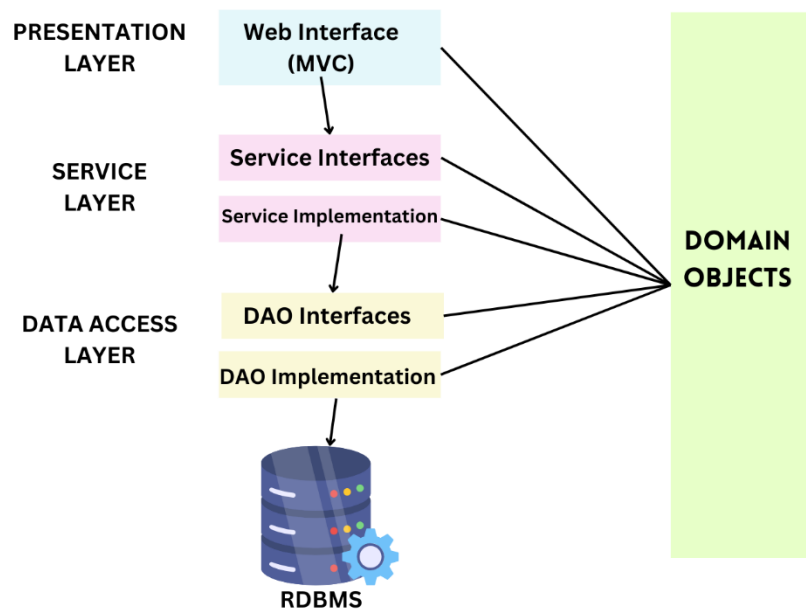 PRESENTATION
LAYER
Web Interface
(MVC)
SERVICE
LAYER
Service Interfaces
Service Implementation
DATA ACCESS
LAYER
DAO Interfaces
DAO Implementation
RDBMS
DOMAIN
OBJECTS